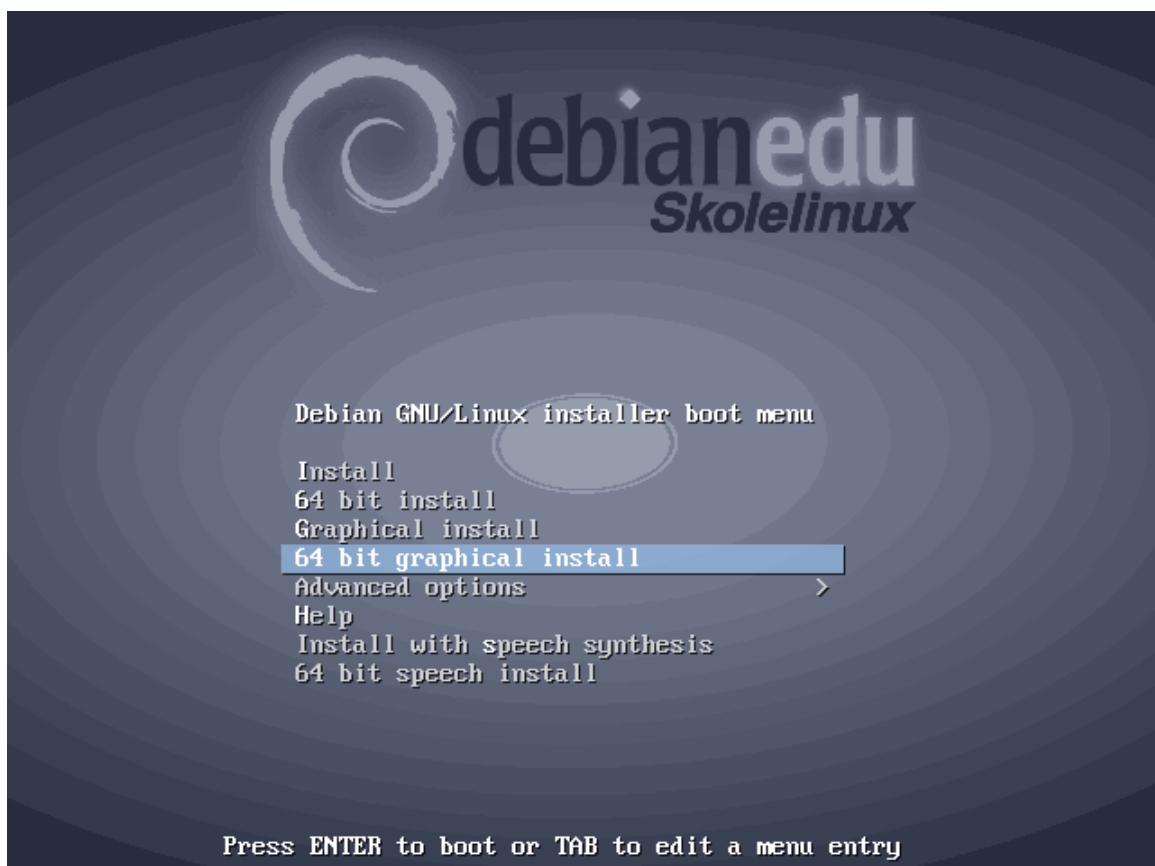 debianedu
Skolelinux
Debian GNU/Linux installer boot menu
Install
64 bit install
Graphical install
64 bit graphical install
Advanced options >
Help
Install with speech synthesis
64 bit speech install
Press ENTER to boot or TAB to edit a menu entry